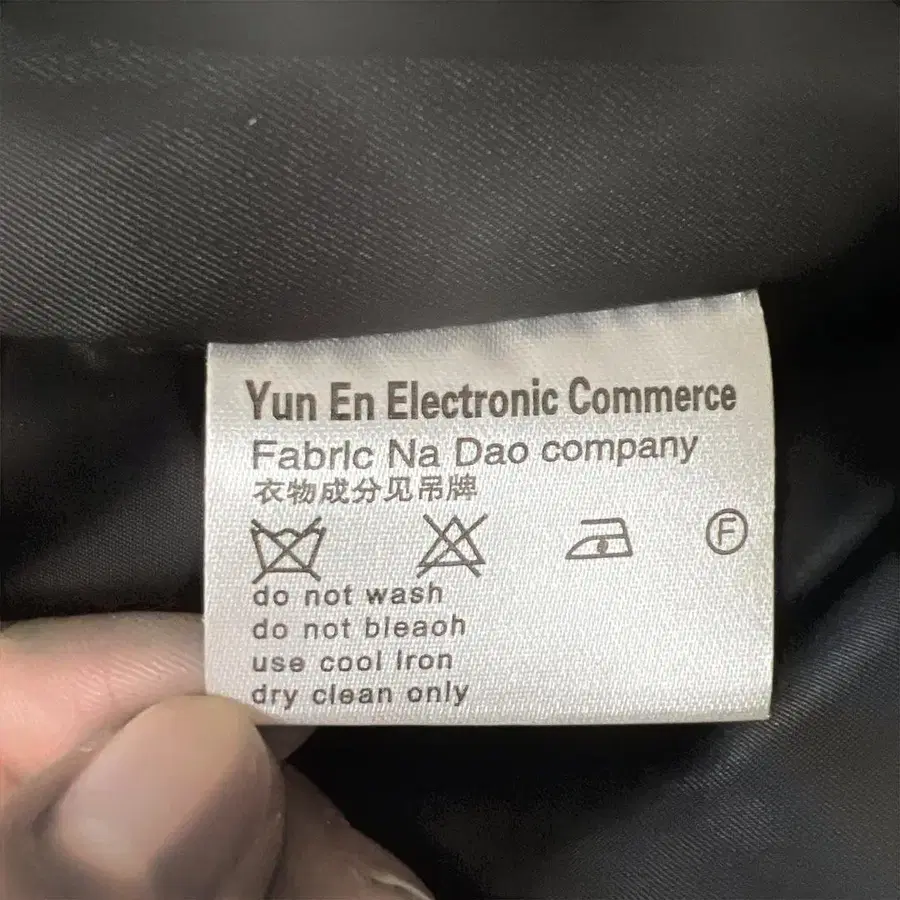 Yun En Electronic Commerce
FabrIc Na Dao company
衣物成分见吊牌
F
do not wash
do not bleaoh
use cool Iron
dry clean only